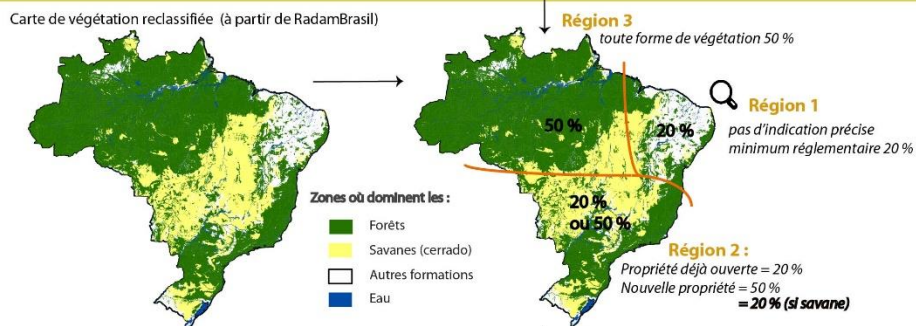 Carte de végétation reclassifiée (à partir de RadamBrasil)
Région 3
toute forme de végétation 50 %
50 %
20 %
Région 1
pas d'indication précise
minimum réglementaire 20 %
Zones où dominent les :
Forêts
Savanes (cerrado)
Autres formations
Eau
20 %
ou 50 %
Région 2 :
Propriété déjà ouverte = 20 %
Nouvelle propriété = 50 %
= 20 % (si savane)